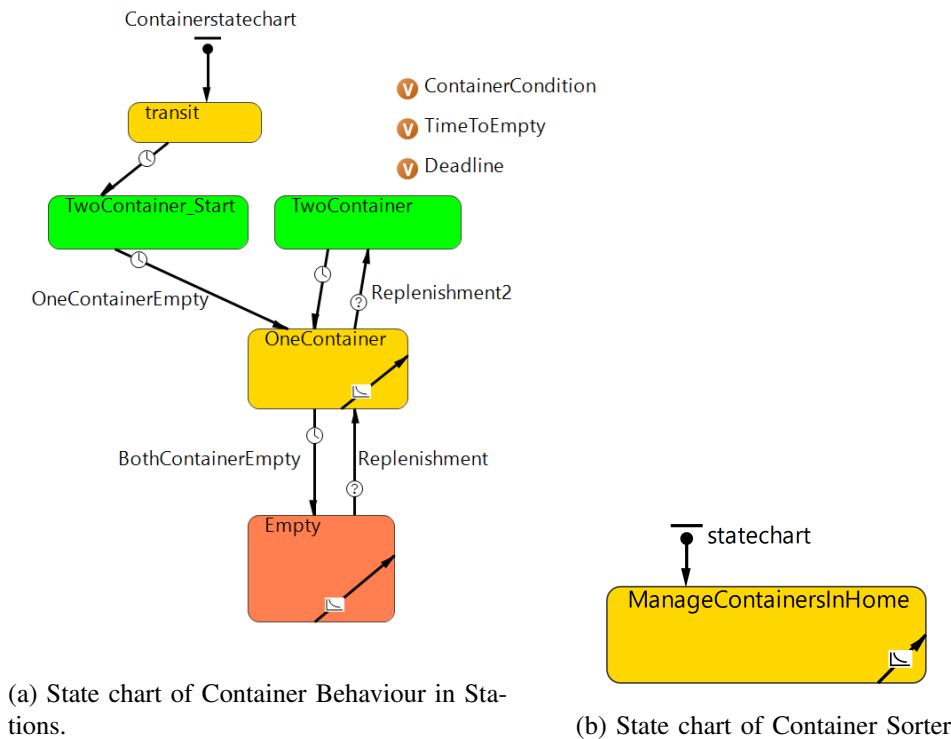 Containerstatechart
V ContainerCondition
transit
V TimeToEmpty
V Deadline
TwoContainer_Start
TwoContainer
OneContainerEmpty
Replenishment2
?
OneContainer
BothContainerEmpty
Replenishment
?
Empty
statechart
ManageContainersInHome
(a) State chart of Container Behaviour in Sta-
tions.
(b) State chart of Container Sorter